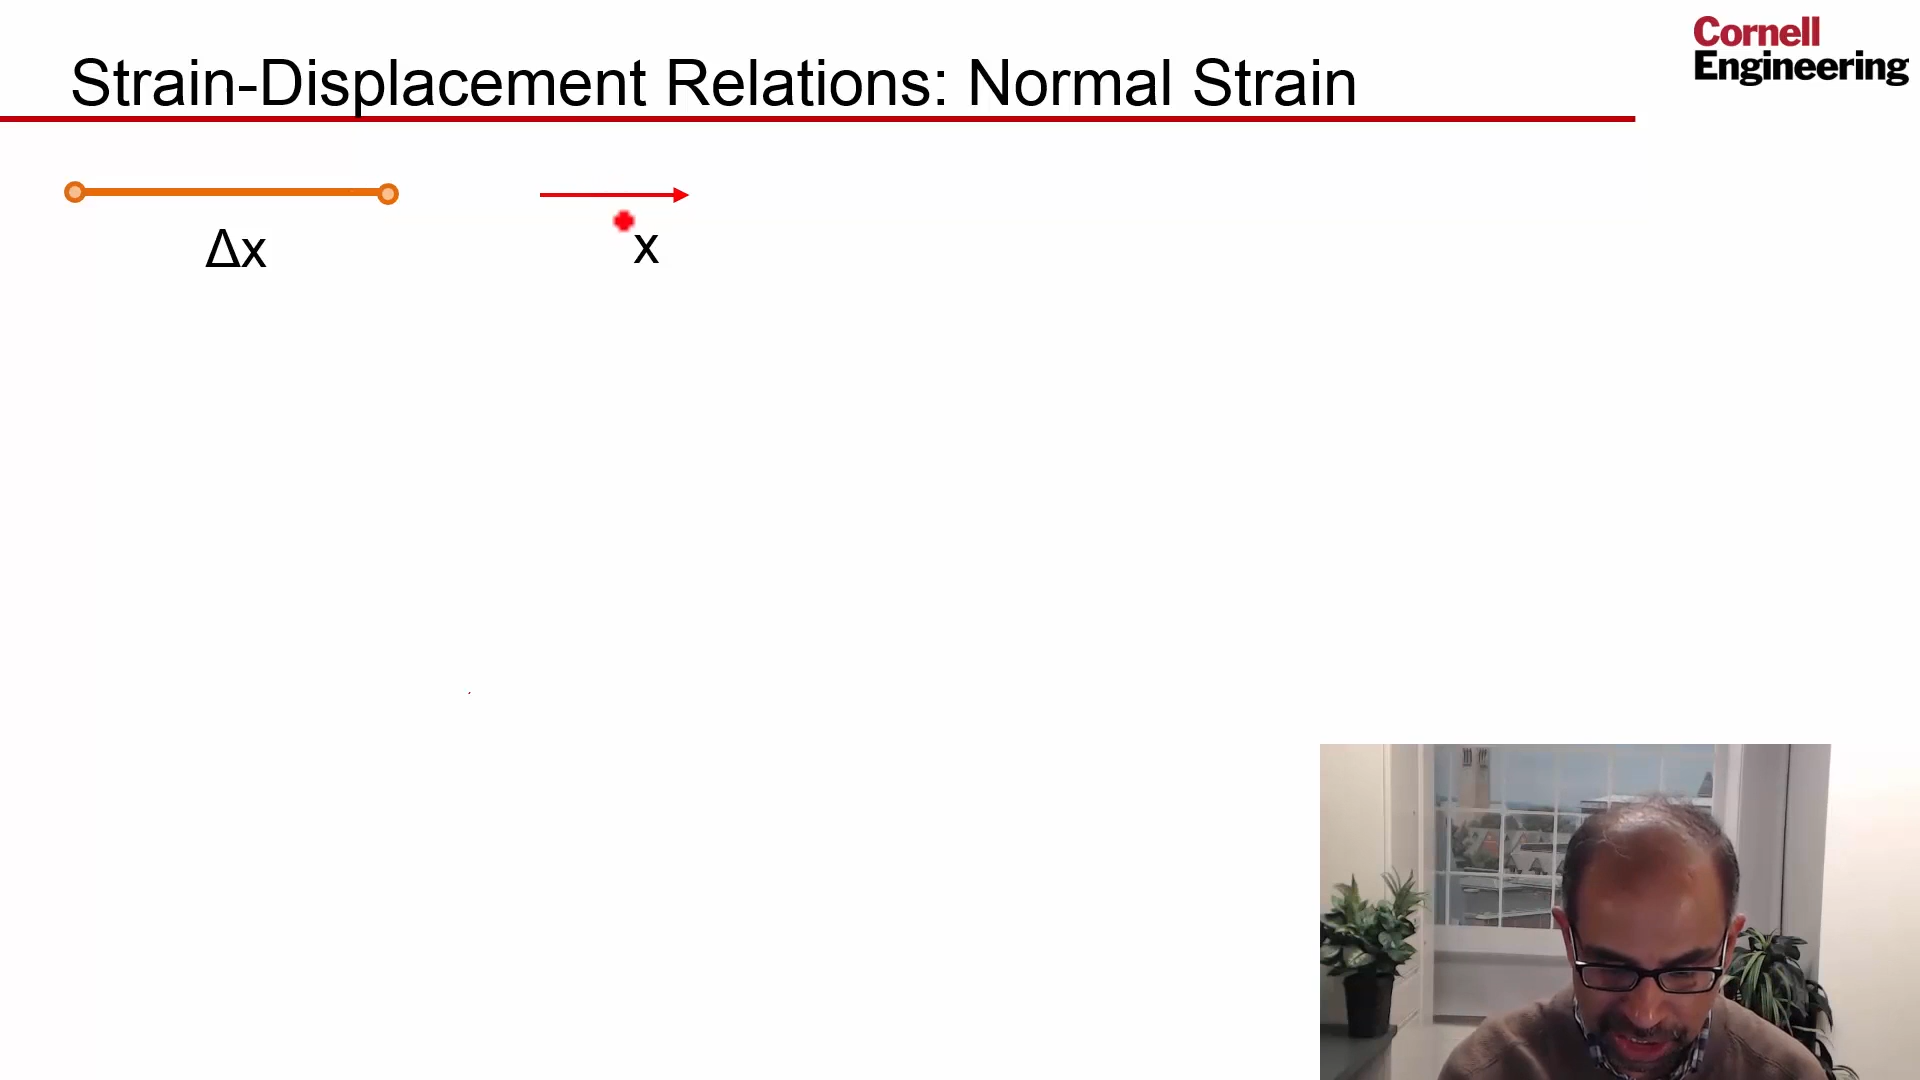 Cornell
Engineering
Strain-Displacement Relations: Normal Strain
Δx
x